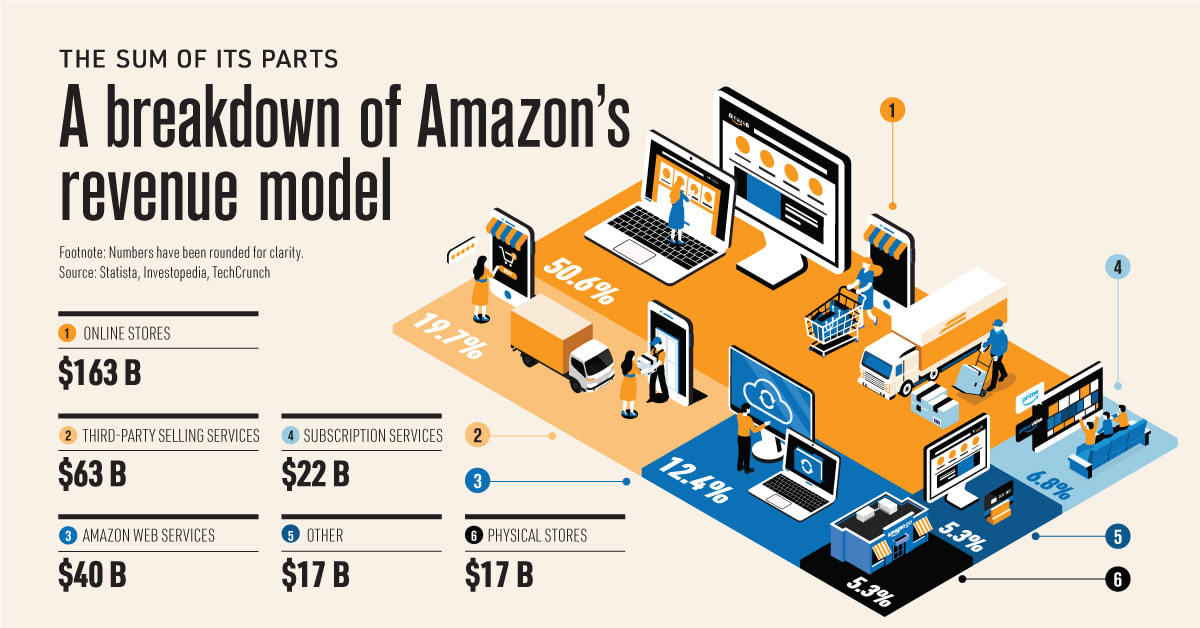 THE SUM OF ITS PARTS
A breakdown of Amazon's
revenue model
Footnote: Numbers have been rounded for clarity.
Source: Statista, Investopedia, TechCrunch
1 ONLINE STORES
$163 B
2 THIRD-PARTY SELLING SERVICES
$63 B
4 SUBSCRIPTION SERVICES
$22 B
3 AMAZON WEB SERVICES
$40 B
5 OTHER
$17 B
6 PHYSICAL STORES
$17 B
1
amazon
50.6%
19.7%
4
prime
2
3
12.4%
6.8%
5.3%
5
5.3%
6